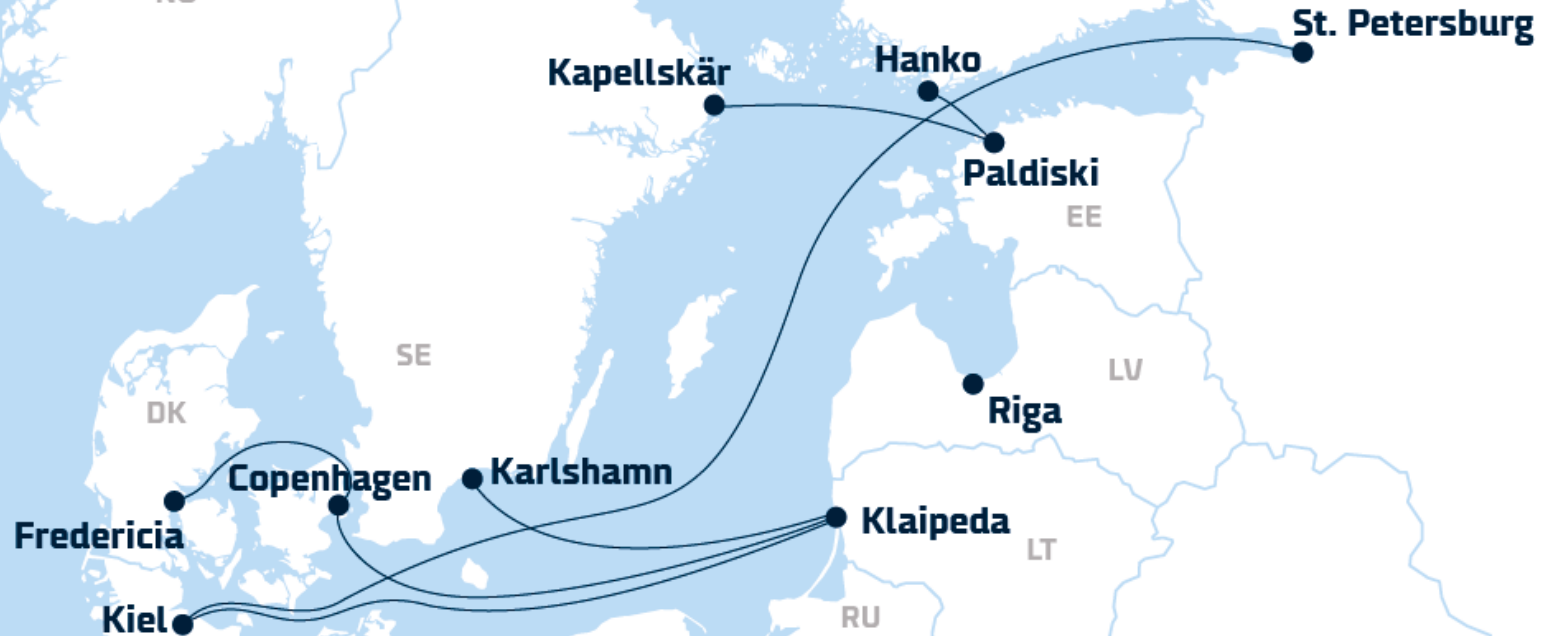 St. Petersburg
Hanko
Kapellskär
Paldiski
EE
SE
LV
DK
Riga
Karlshamn
Copenhagen
Klaipeda
Fredericia
LT
RU
Kiel